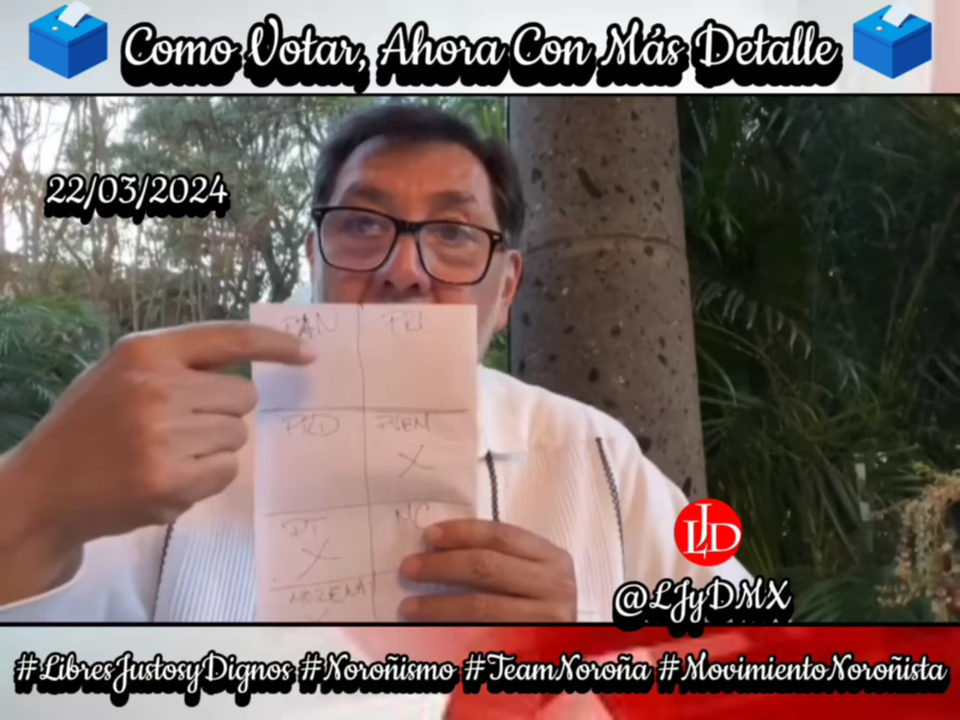 Como Votar, Ahora Con Más Detalle
22/03/2024
PAN PRI
PRD PVEM
X
PT MC
X
MORENA
LJD
@LJyDMX
#LibresJustosyDignos #Noroñismo #TeamNoroña #MovimientoNoroñista